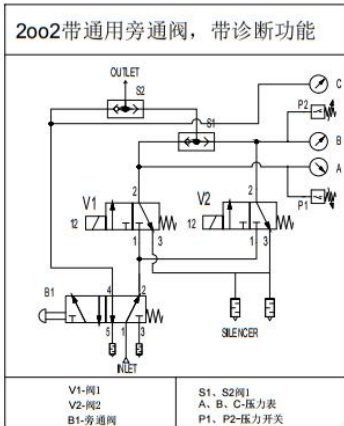 2oo2带通用旁通阀，带诊断功能
OUTLET
S2
C
P2
S1
B
A
2
2
V1
V2
P1
12
12
1
3
1
3
B1
4
2
5
1
3
SILENCER
INLET
V1-阀1
V2-阀2
B1-旁通阀
S1、S2阀1
A、B、C-压力表
P1、P2-压力开关